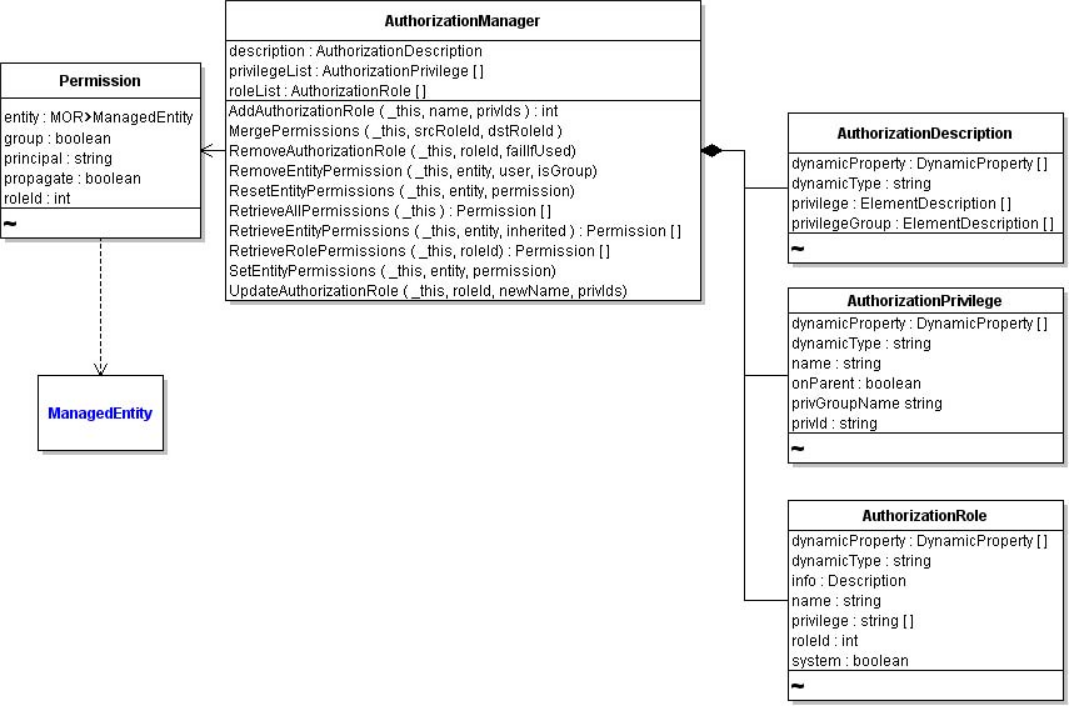 AuthorizationManager
description : AuthorizationDescription
privilegeList : AuthorizationPrivilege [ ]
roleList : AuthorizationRole [ ]
AddAuthorizationRole ( _this, name, privIds ) : int
MergePermissions ( _this, srcRoleId, dstRoleId )
RemoveAuthorizationRole ( _this, roleId, failIfUsed)
RemoveEntityPermission ( _this, entity, user, isGroup)
ResetEntityPermissions ( _this, entity, permission)
RetrieveAllPermissions ( _this ) : Permission [ ]
RetrieveEntityPermissions ( _this, entity, inherited ) : Permission [ ]
RetrieveRolePermissions ( _this, roleId) : Permission [ ]
SetEntityPermissions ( _this, entity, permission)
UpdateAuthorizationRole ( _this, roleId, newName, privIds)
Permission
entity : MOR>ManagedEntity
group : boolean
principal : string
propagate : boolean
roleId : int
~
ManagedEntity
AuthorizationDescription
dynamicProperty : DynamicProperty [ ]
dynamicType : string
privilege : ElementDescription [ ]
privilegeGroup : ElementDescription [ ]
~
AuthorizationPrivilege
dynamicProperty : DynamicProperty [ ]
dynamicType : string
name : string
onParent : boolean
privGroupName string
privId : string
~
AuthorizationRole
dynamicProperty : DynamicProperty [ ]
dynamicType : string
info : Description
name : string
privilege : string [ ]
roleId : int
system : boolean
~